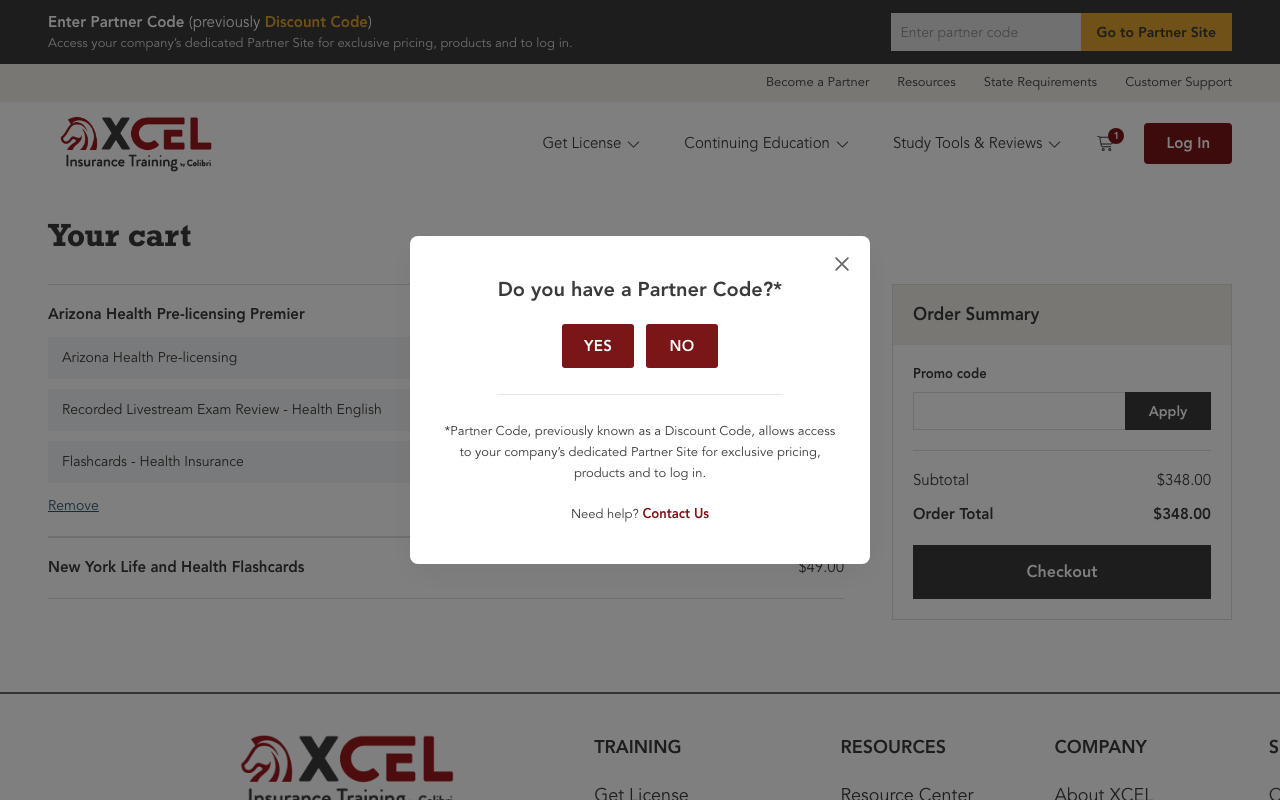 Enter Partner Code (previously Discount Code)
Access your company's dedicated Partner Site for exclusive pricing, products and to log in.
Enter partner code
Go to Partner Site
Become a Partner
Resources
State Requirements
Customer Support
XCEL
Insurance Training by Colibri
Get License
Continuing Education
Study Tools & Reviews
1
Log In
Your cart
Do you have a Partner Code?*
YES
NO
*Partner Code, previously known as a Discount Code, allows access
to your company's dedicated Partner Site for exclusive pricing,
products and to log in.
Need help? Contact Us
Arizona Health Pre-licensing Premier
Arizona Health Pre-licensing
Recorded Livestream Exam Review - Health English
Flashcards - Health Insurance
Remove
New York Life and Health Flashcards
$49.00
Order Summary
Promo code
Apply
Subtotal
$348.00
Order Total
$348.00
Checkout
XCEL
Insurance Training by Colibri
TRAINING
Get License
RESOURCES
Resource Center
COMPANY
About XCEL